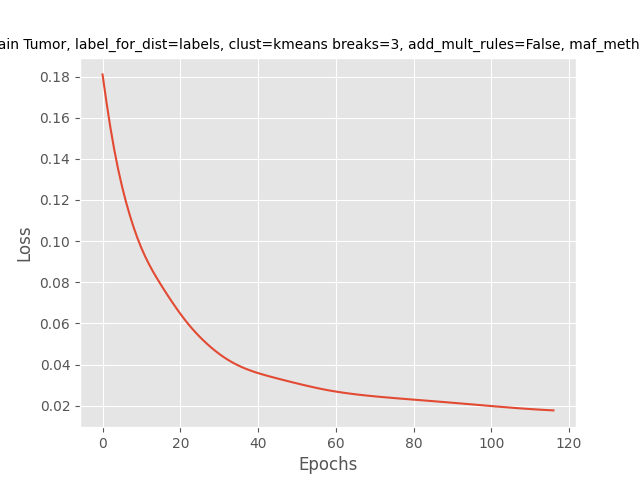 ain Tumor, label_for_dist=labels, clust=kmeans breaks=3, add_mult_rules=False, maf_meth
0.18
0.16
0.14
0.12
0.10
0.08
0.06
0.04
0.02
Loss
0 20 40 60 80 100 120
Epochs